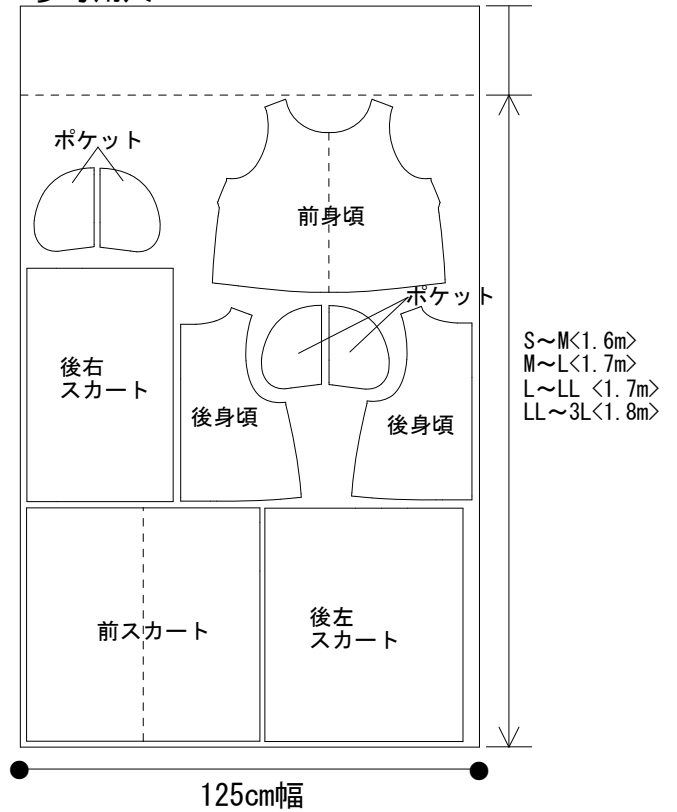 ポケット
前身頃
ポケット
後右
スカート
後身頃
後身頃
S～M<1.6m>
M～L<1.7m>
L～LL <1.7m>
LL～3L<1.8m>
前スカート
後左
スカート
125cm幅